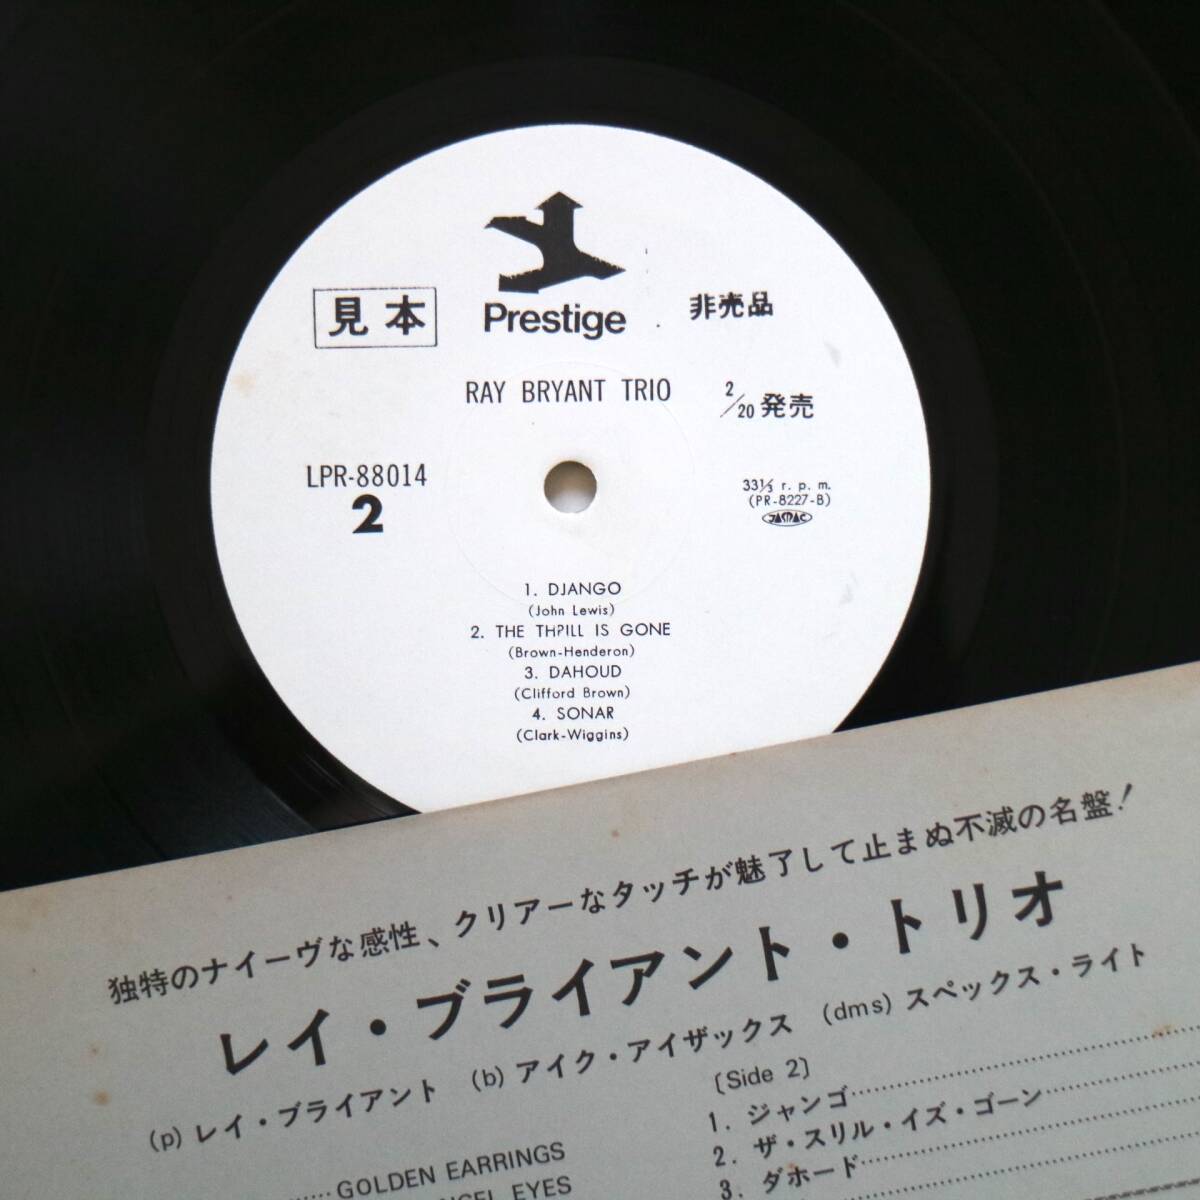 見本
Prestige
非売品
RAY BRYANT TRIO
2/20発売
LPR-88014
2
33⅓ r. p. m.
(PR-8227-B)
JASRAC
1. DJANGO
(John Lewis)
2. THE THPILL IS GONE
(Brown-Henderon)
3. DAHOUD
(Clifford Brown)
4. SONAR
(Clark-Wiggins)
独特のナイーヴな感性、クリアーなタッチが魅了して止まぬ不滅の名盤!
レイ・ブライアント・トリオ
(p) レイ・ブライアント (b) アイク・アイザックス (dms) スペックス・ライト
[Side 2]
1. ジャンゴ
2. ザ・スリル・イズ・ゴーン
3. ダホード
GOLDEN EARRINGS
EYES